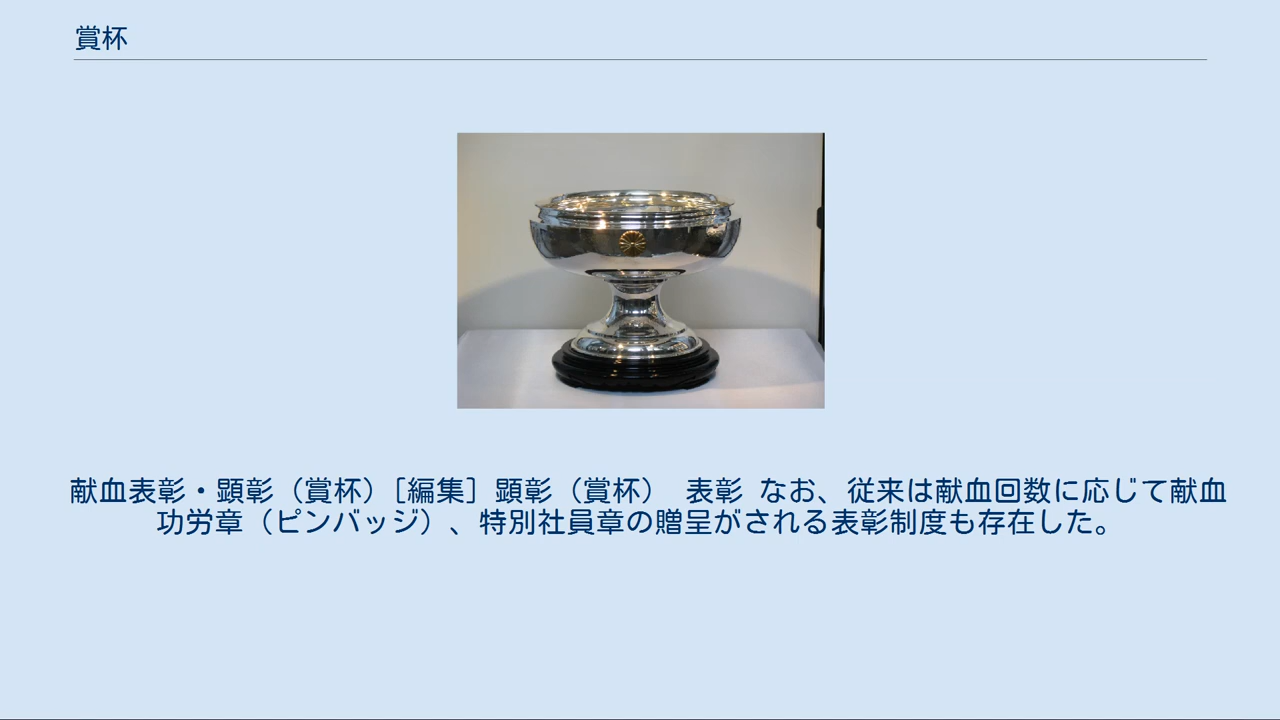 賞杯
献血表彰・顕彰（賞杯）[編集] 顕彰（賞杯） 表彰 なお、従来は献血回数に応じて献血
功労章（ピンバッジ）、特別社員章の贈呈がされる表彰制度も存在した。